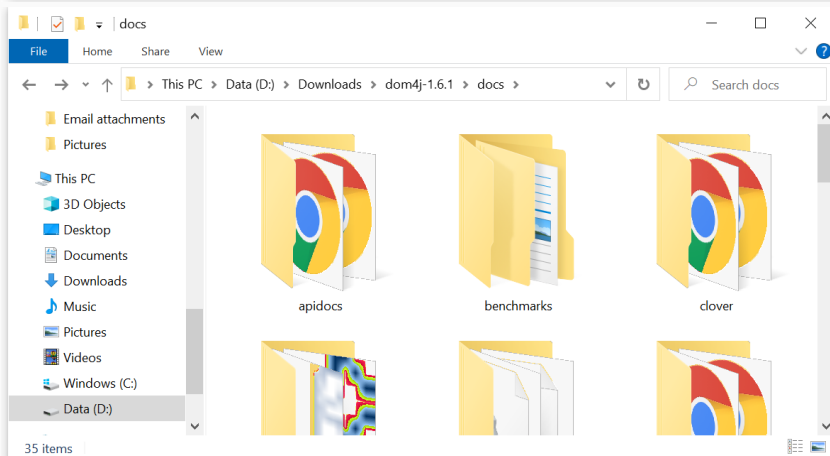 docs
File Home Share View
This PC > Data (D:) > Downloads > dom4j-1.6.1 > docs >
Search docs
Email attachments
Pictures
This PC
3D Objects
Desktop
Documents
Downloads
Music
Pictures
Videos
Windows (C:)
Data (D:)
apidocs benchmarks clover
35 items